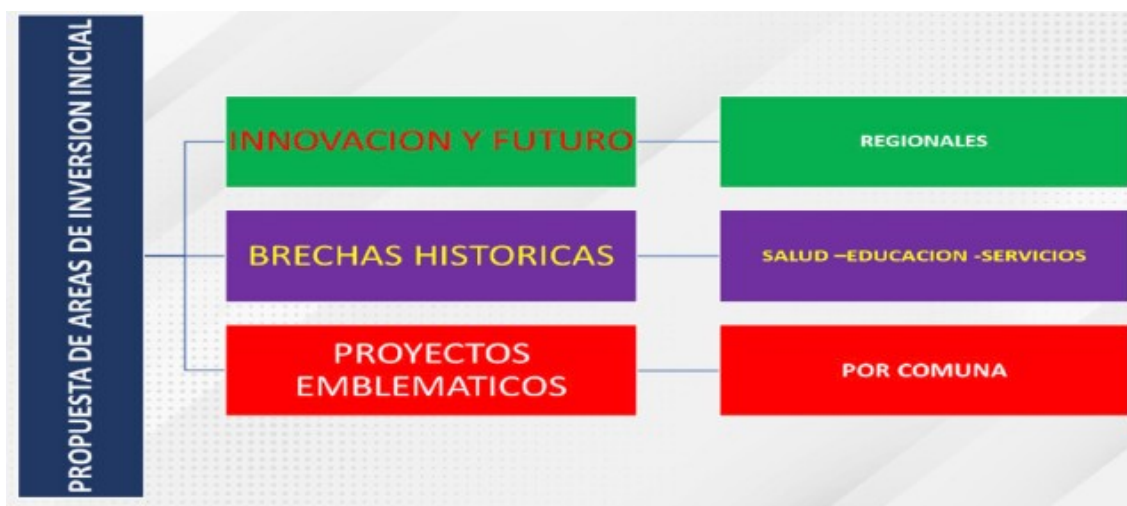 PROPUESTA DE AREAS DE INVERSION INICIAL
INNOVACION Y FUTURO
REGIONALES
BRECHAS HISTORICAS
SALUD –EDUCACION -SERVICIOS
PROYECTOS
EMBLEMATICOS
POR COMUNA